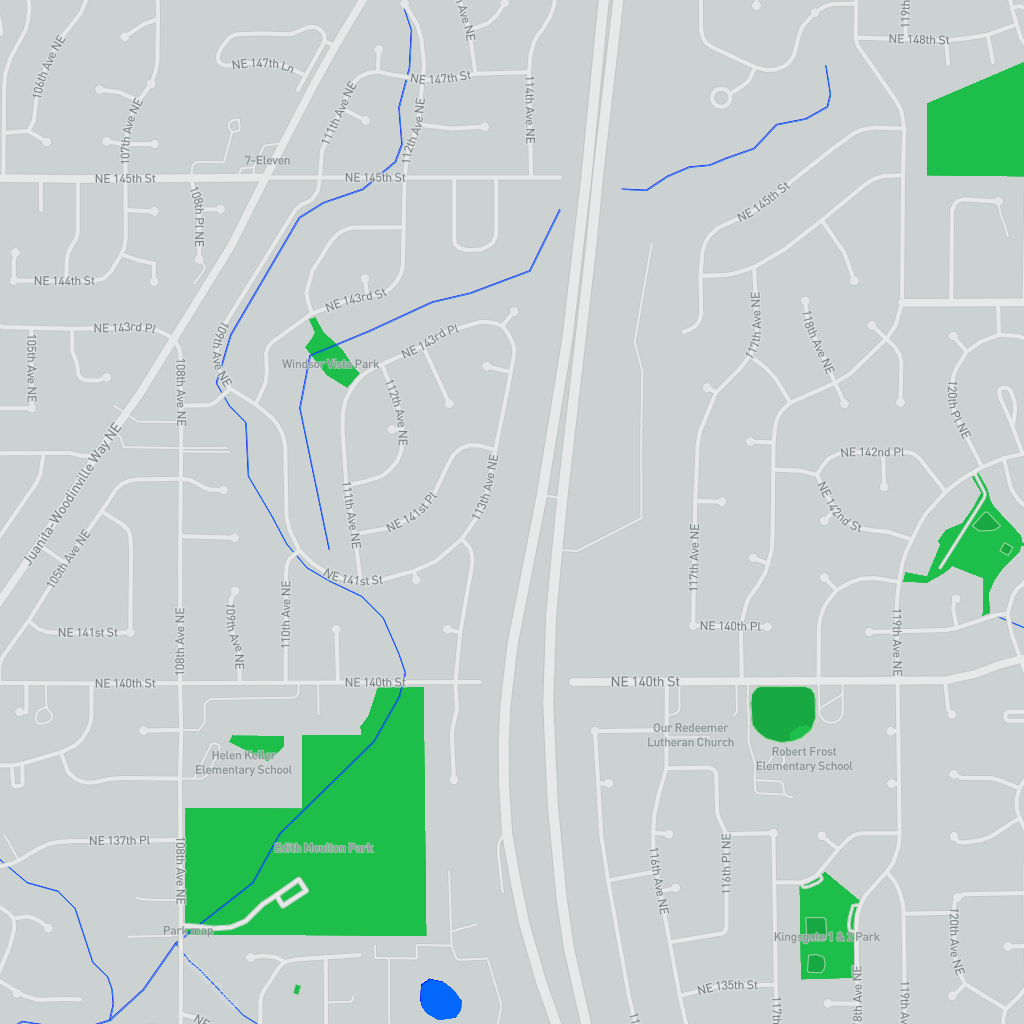 119th
Ave NE
NE 148th St
106th Ave NE
NE 147th Ln
NE 147th St
111th Ave NE
112th Ave NE
114th Ave NE
107th Ave NE
7-Eleven
NE 145th St
NE 145th St
108th Pl NE
NE 145th St
NE 144th St
NE 143rd St
NE 143rd Pl
105th Ave NE
109th Ave NE
NE 143rd Pl
117th Ave NE
118th Ave NE
Windsor Vista Park
108th Ave NE
112th Ave NE
120th Pl NE
Juanita-Woodinville Way NE
NE 142nd Pl
113th Ave NE
NE 141st Pl
111th Ave NE
NE 142nd St
105th Ave NE
117th Ave NE
NE 141st St
110th Ave NE
109th Ave NE
108th Ave NE
NE 141st St
NE 140th Pl
119th Ave NE
NE 140th St
NE 140th St
NE 140th St
Our Redeemer
Lutheran Church
Helen Keller
Elementary School
Robert Frost
Elementary School
NE 137th Pl
108th Ave NE
Edith Moulton Park
116th Ave NE
116th Pl NE
Park map
Kingsgate 1 & 2 Park
120th Ave NE
NE 135th St
119th
117th
NE